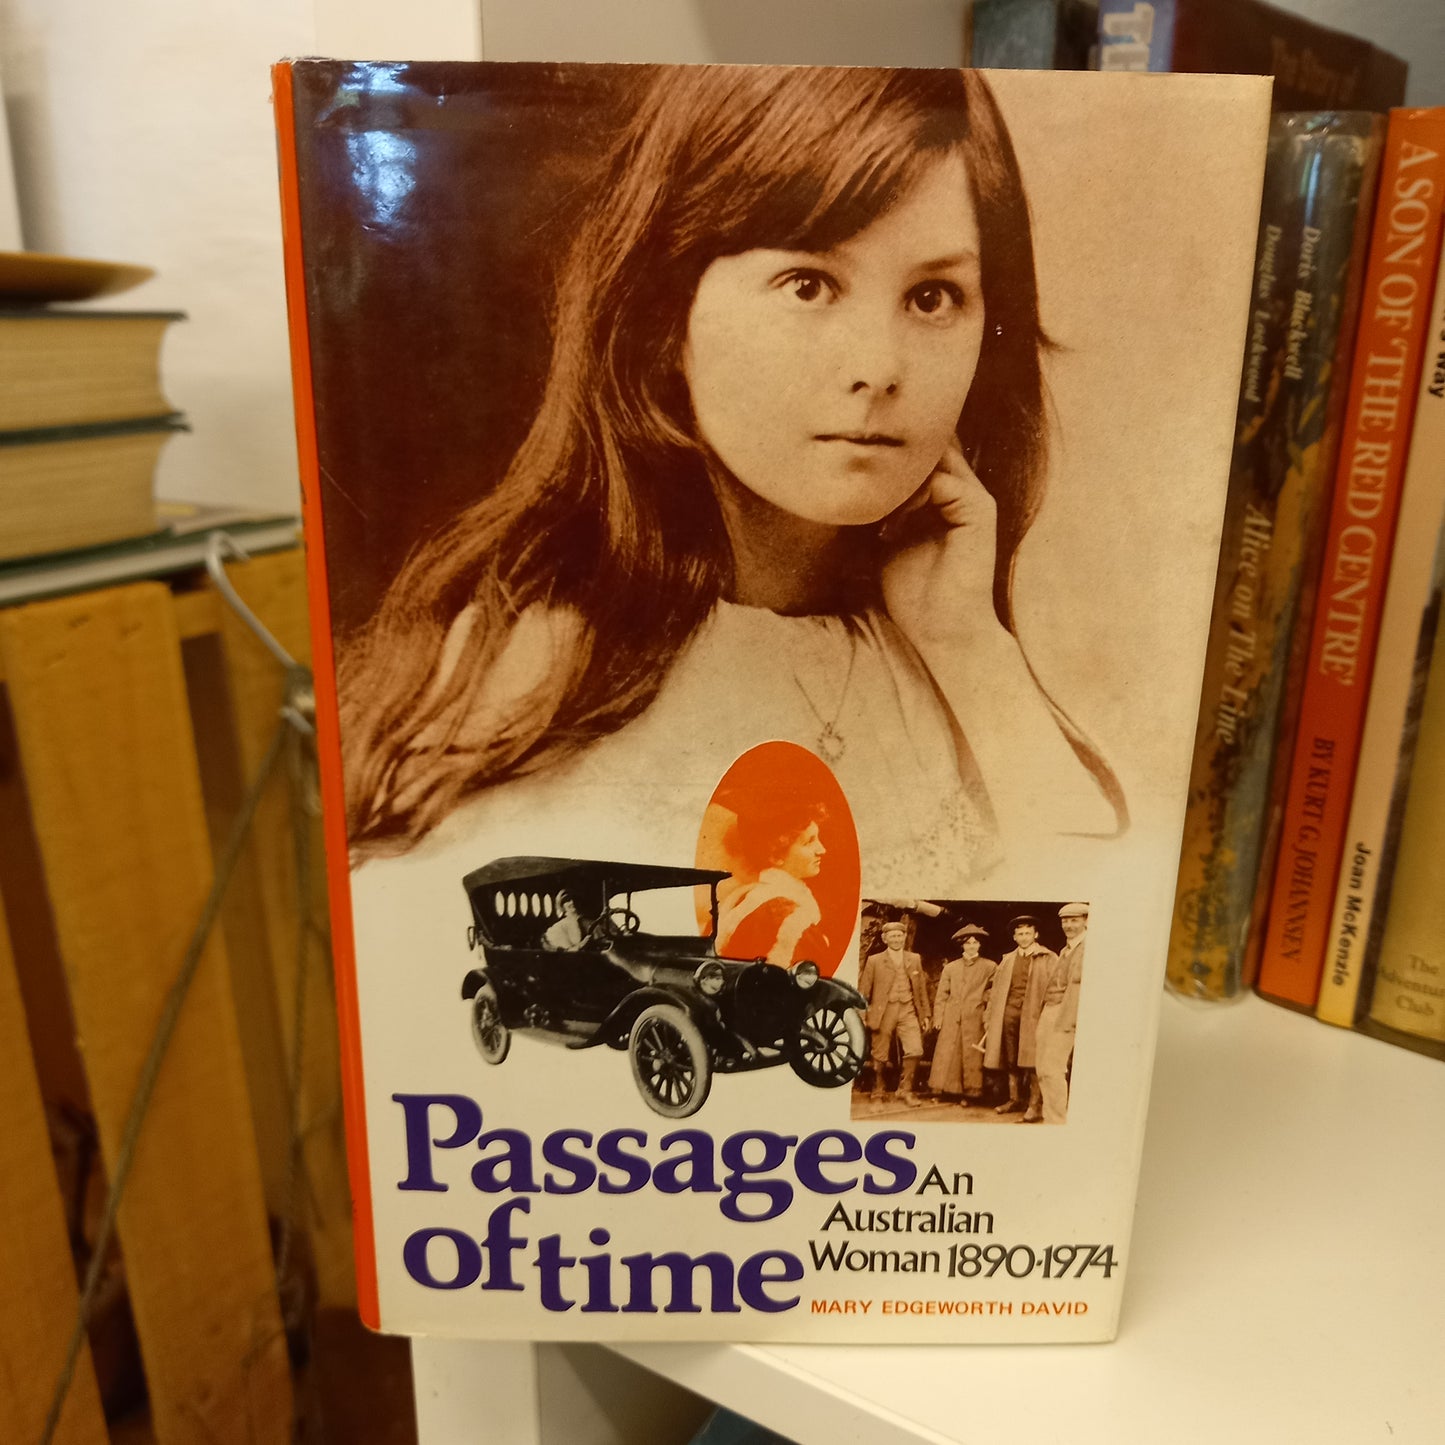 Passages
of time
An
Australian
Woman 1890-1974
MARY EDGEWORTH DAVID
Doris Blackwell
Douglas Lockwood
Alice on The Line
A SON OF 'THE RED CENTRE'
BY KURT G. JOHANNSEN
Way
Joan McKenzie
The
Adventure
Club